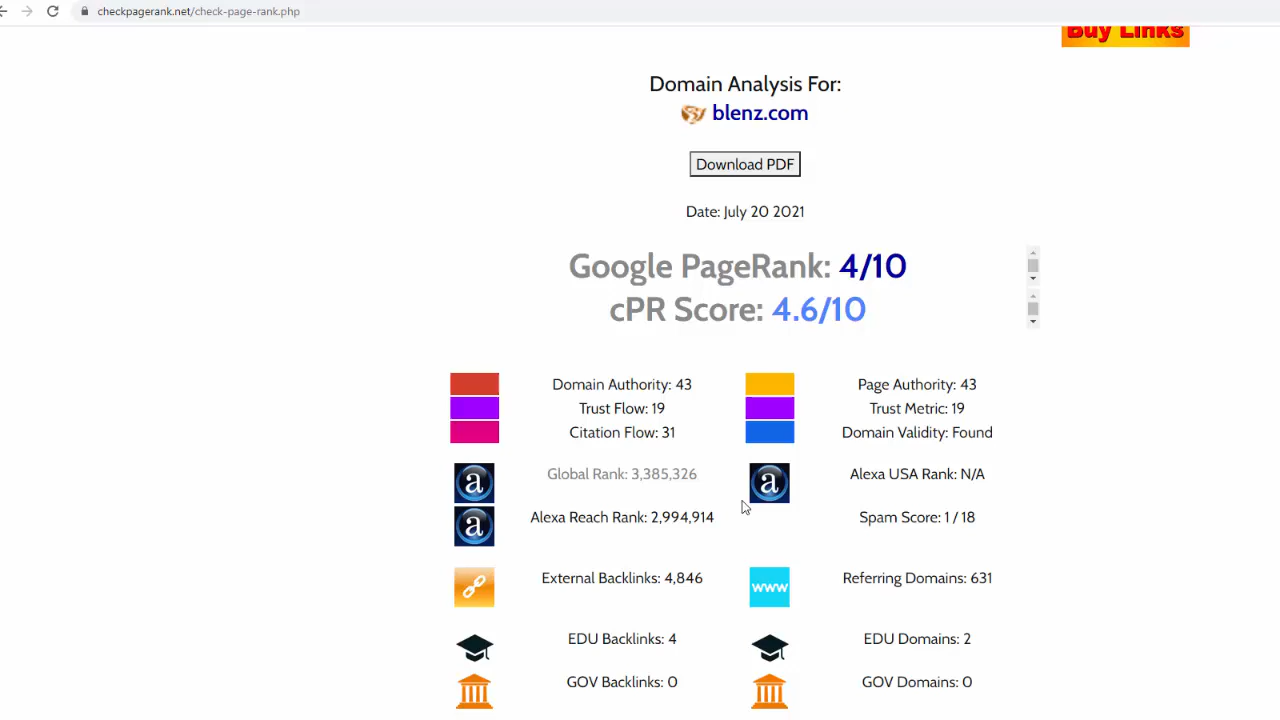 checkpagerank.net/check-page-rank.php
Buy Links
Domain Analysis For:
blenz.com
Download PDF
Date: July 20 2021
Google PageRank: 4/10
cPR Score: 4.6/10
Domain Authority: 43
Page Authority: 43
Trust Flow: 19
Trust Metric: 19
Citation Flow: 31
Domain Validity: Found
a
Global Rank: 3,385,326
a
Alexa USA Rank: N/A
a
Alexa Reach Rank: 2,994,914
Spam Score: 1 / 18
External Backlinks: 4,846
www
Referring Domains: 631
EDU Backlinks: 4
EDU Domains: 2
GOV Backlinks: 0
GOV Domains: 0